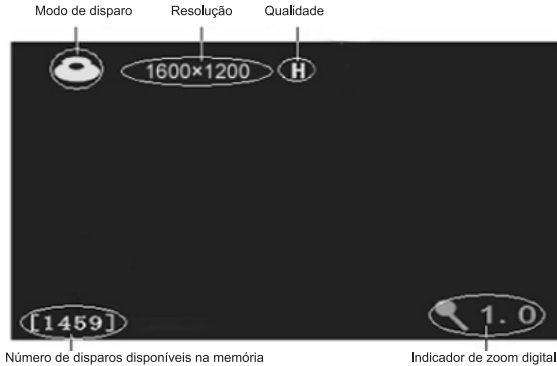 Modo de disparo Resolução Qualidade
1600×1200 H
[1459] 1.0
Número de disparos disponíveis na memória Indicador de zoom digital